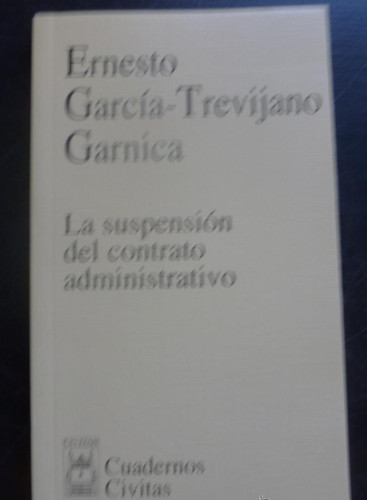 Ernesto
García-Trevijano
Garnica
La suspensión
del contrato
administrativo
Cuadernos
Civitas